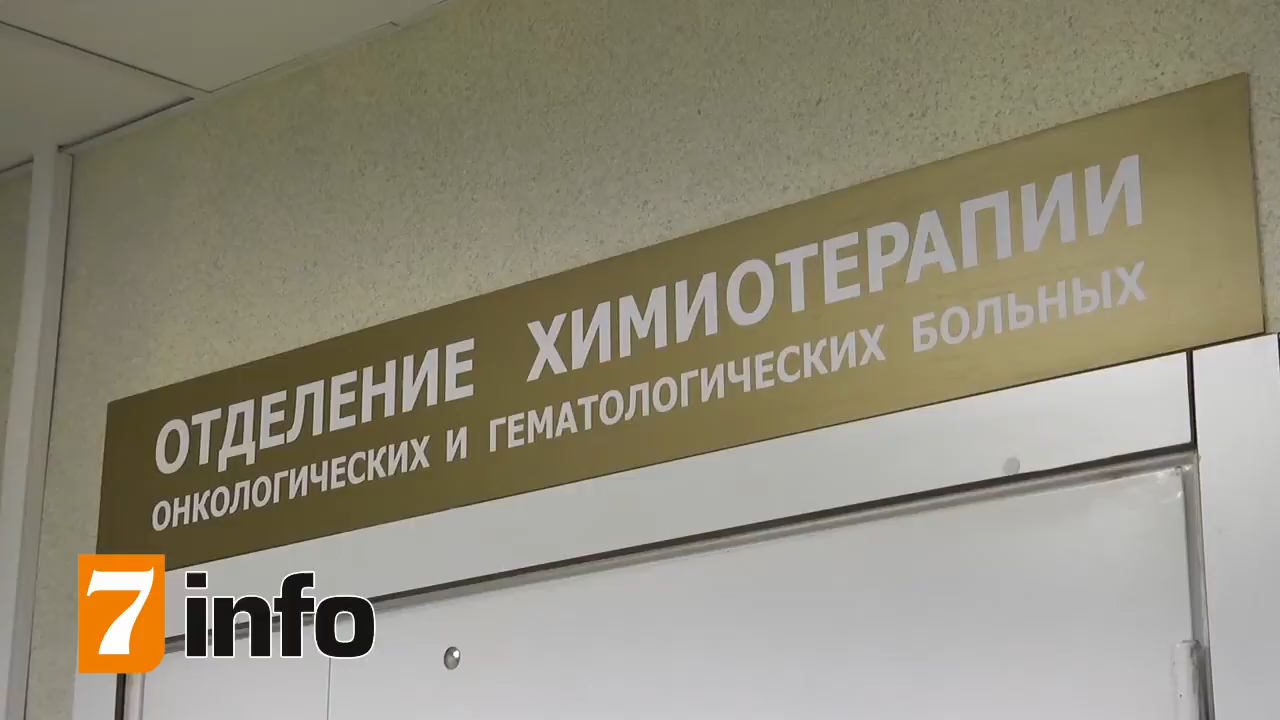 ОТДЕЛЕНИЕ ХИМИОТЕРАПИИ
ОНКОЛОГИЧЕСКИХ И ГЕМАТОЛОГИЧЕСКИХ БОЛЬНЫХ
7info